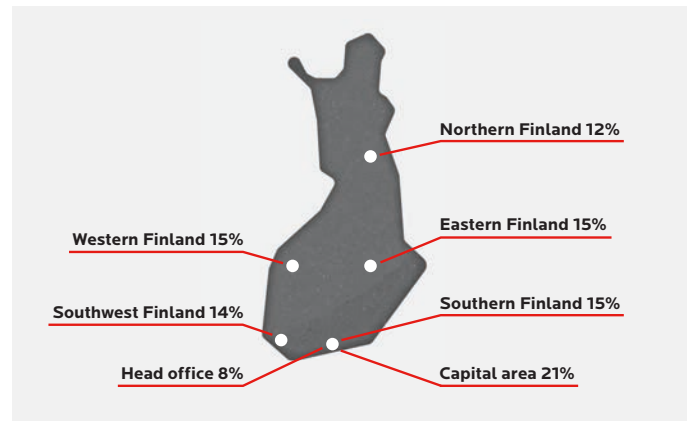 Northern Finland 12%
Western Finland 15%
Eastern Finland 15%
Southwest Finland 14%
Southern Finland 15%
Head office 8%
Capital area 21%